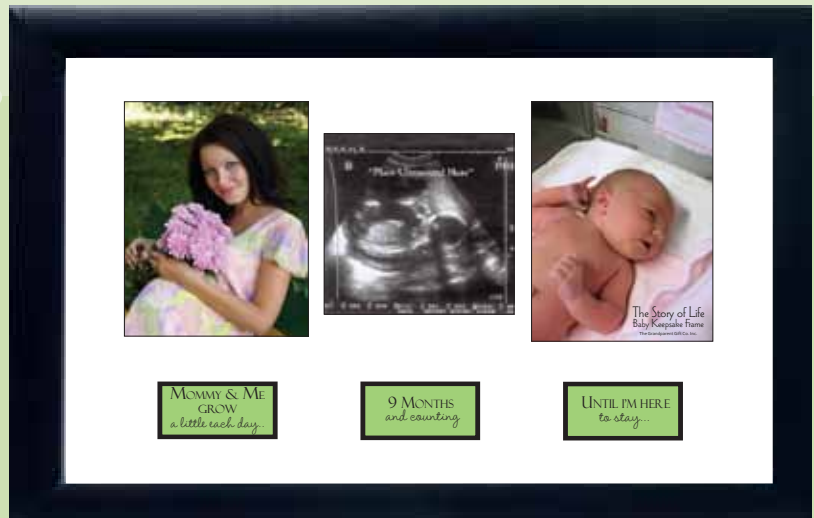 "Place Ultrasound Here"
The Story of Life
Baby Keepsake Frame
The Grandparent Gift Co. Inc.
MOMMY & ME
GROW
a little each day..
9 MONTHS
and counting
UNTIL I'M HERE
to stay...